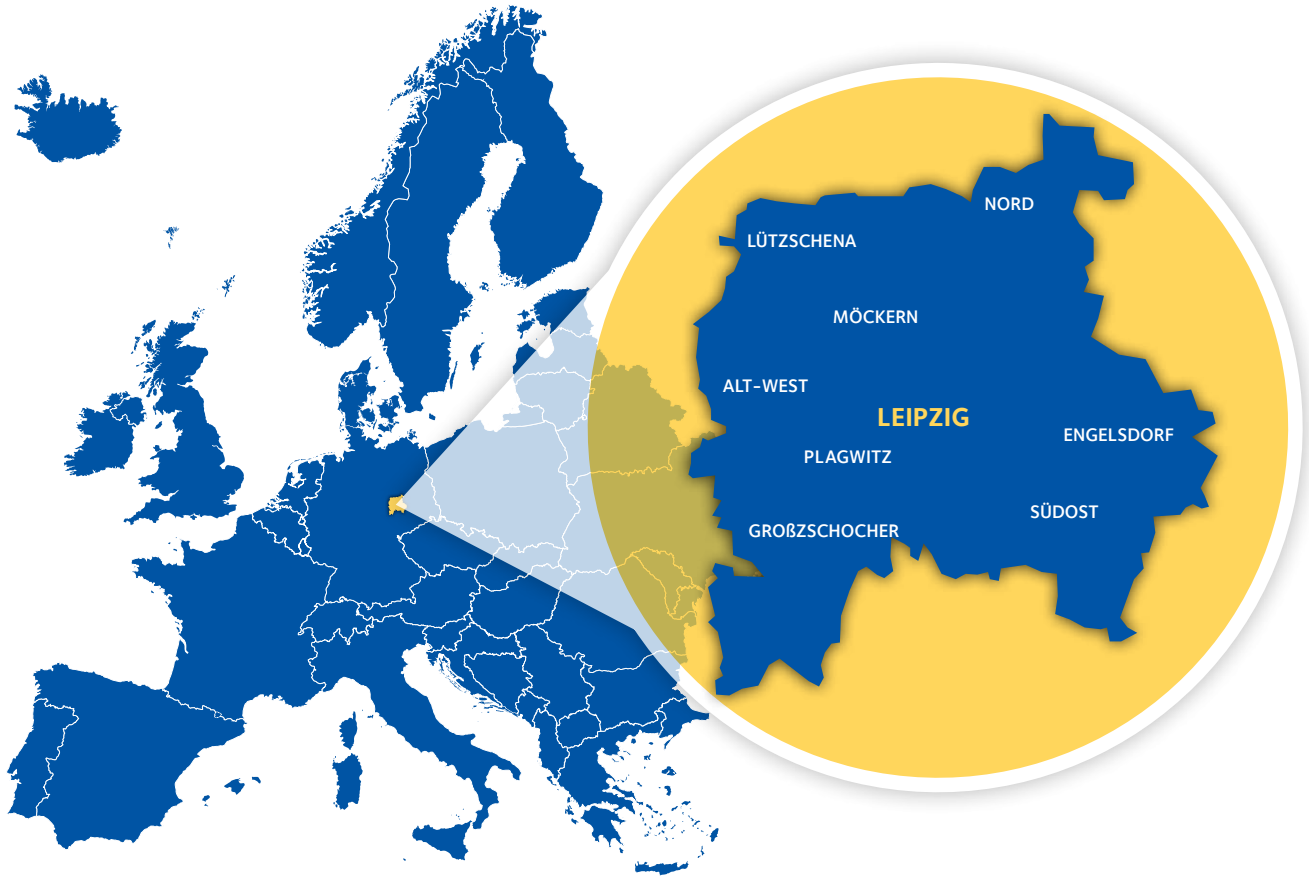 NORD
LÜTZSCHENA
MÖCKERN
ALT-WEST
LEIPZIG
ENGELSDORF
PLAGWITZ
SÜDOST
GROßZSCHOCHER